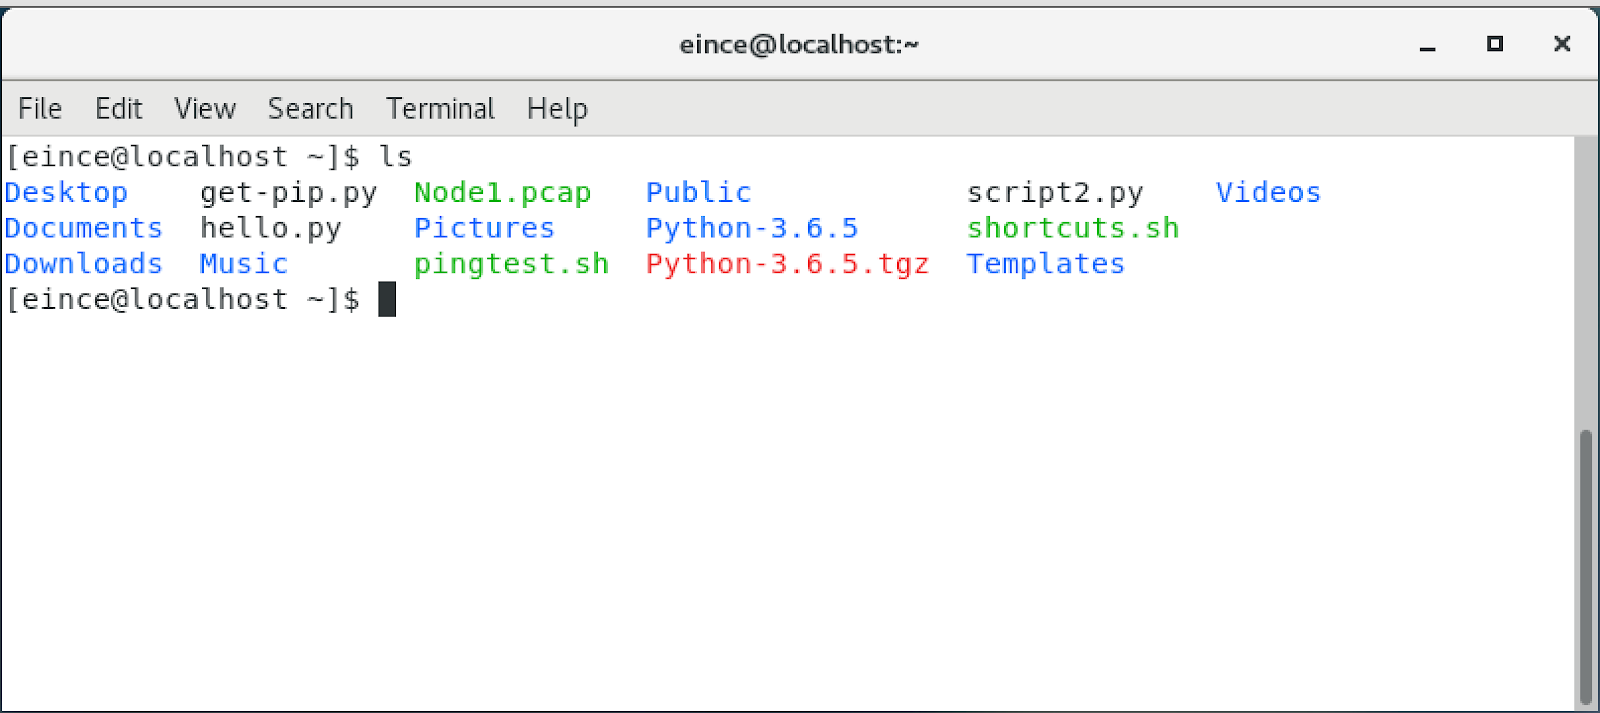 eince@localhost:~
File Edit View Search Terminal Help
[eince@localhost ~]$ ls
Desktop get-pip.py Node1.pcap Public script2.py Videos
Documents hello.py Pictures Python-3.6.5 shortcuts.sh
Downloads Music pingtest.sh Python-3.6.5.tgz Templates
[eince@localhost ~]$